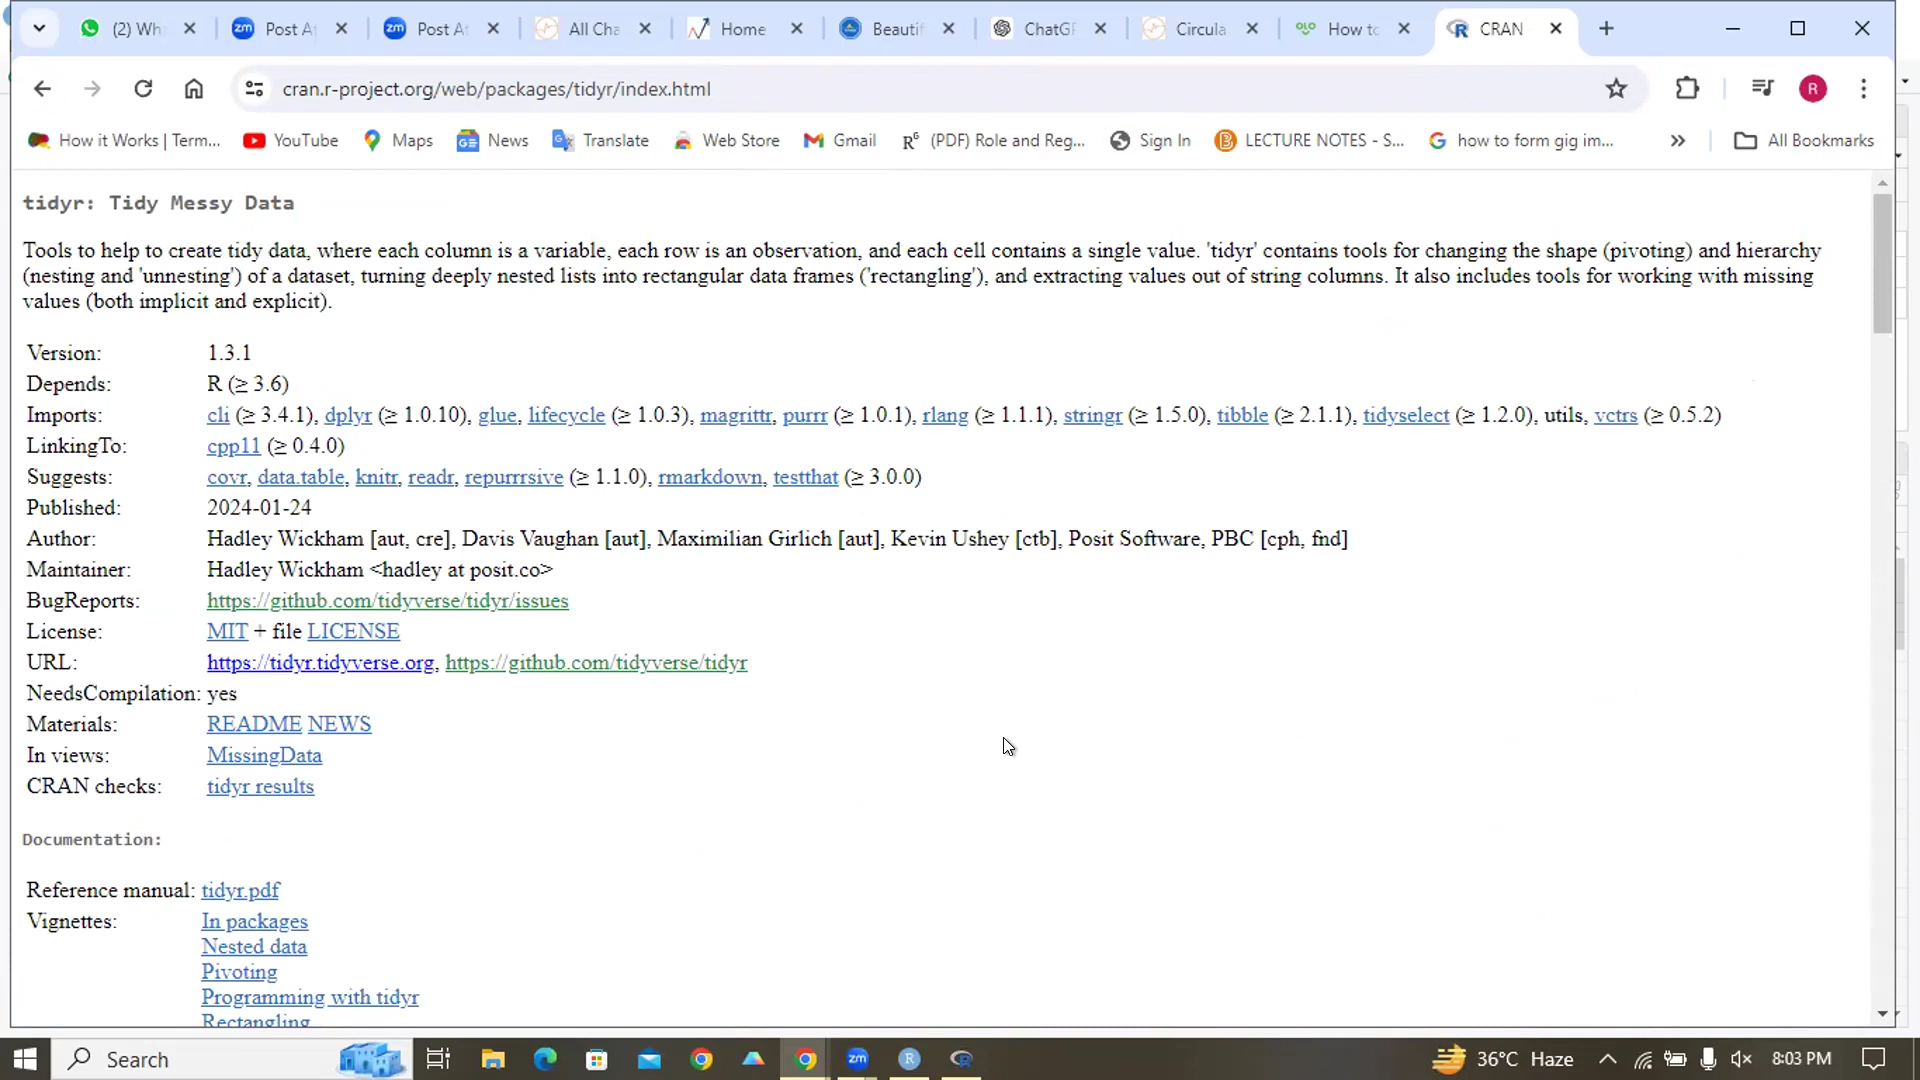 (2) Wh
Post At
Post At
All Cha
Home
Beauti
ChatGP
Circula
How to
CRAN
cran.r-project.org/web/packages/tidyr/index.html
R
How it Works | Term...
YouTube
Maps
News
Translate
Web Store
Gmail
(PDF) Role and Reg...
Sign In
LECTURE NOTES - S...
how to form gig im...
All Bookmarks
tidyr: Tidy Messy Data
Tools to help to create tidy data, where each column is a variable, each row is an observation, and each cell contains a single value. 'tidyr' contains tools for changing the shape (pivoting) and hierarchy
(nesting and 'unnesting') of a dataset, turning deeply nested lists into rectangular data frames ('rectangling'), and extracting values out of string columns. It also includes tools for working with missing
values (both implicit and explicit).
Version: 1.3.1
Depends: R (≥ 3.6)
Imports: cli (≥ 3.4.1), dplyr (≥ 1.0.10), glue, lifecycle (≥ 1.0.3), magrittr, purrr (≥ 1.0.1), rlang (≥ 1.1.1), stringr (≥ 1.5.0), tibble (≥ 2.1.1), tidyselect (≥ 1.2.0), utils, vctrs (≥ 0.5.2)
LinkingTo: cpp11 (≥ 0.4.0)
Suggests: covr, data.table, knitr, readr, repurrrsive (≥ 1.1.0), rmarkdown, testthat (≥ 3.0.0)
Published: 2024-01-24
Author: Hadley Wickham [aut, cre], Davis Vaughan [aut], Maximilian Girlich [aut], Kevin Ushey [ctb], Posit Software, PBC [cph, fnd]
Maintainer: Hadley Wickham <hadley at posit.co>
BugReports: https://github.com/tidyverse/tidyr/issues
License: MIT + file LICENSE
URL: https://tidyr.tidyverse.org, https://github.com/tidyverse/tidyr
NeedsCompilation: yes
Materials: README NEWS
In views: MissingData
CRAN checks: tidyr results
Documentation:
Reference manual: tidyr.pdf
Vignettes: In packages
Nested data
Pivoting
Programming with tidyr
Rectangling
Search
36°C Haze
8:03 PM